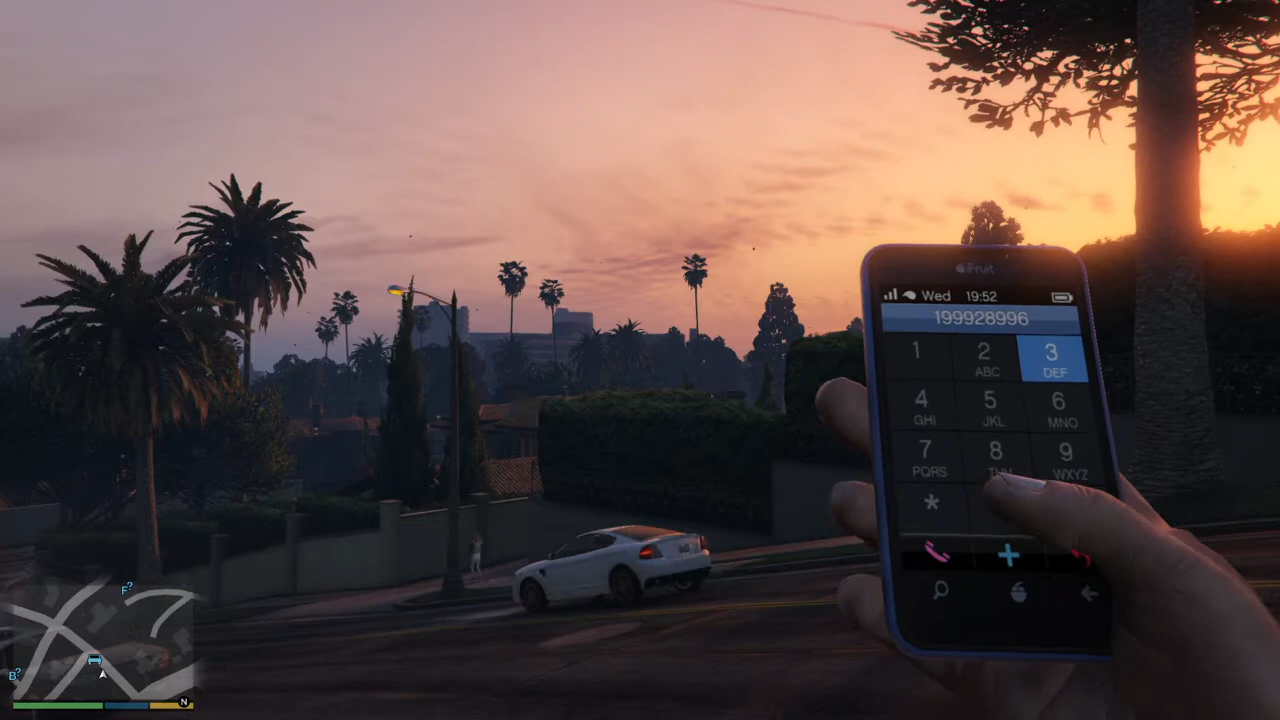 iFruit
Wed 19:52
199928996
1 2 3
ABC DEF
4 5 6
GHI JKL MNO
7 8 9
PQRS WXYZ
*
F?
B?
N